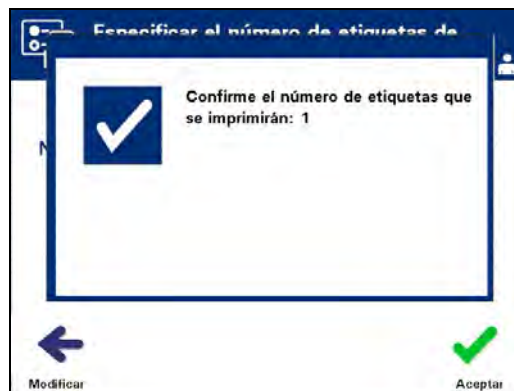 Especificar el número de etiquetas de
Confirme el número de etiquetas que
se imprimirán: 1
N
Modificar
Aceptar